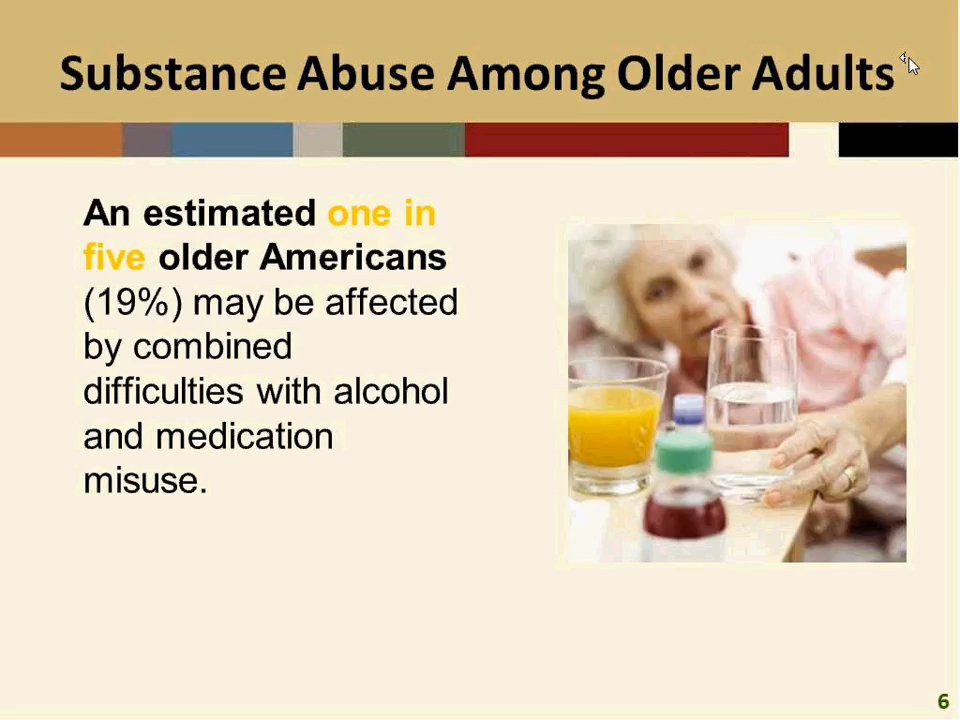 Substance Abuse Among Older Adults
An estimated one in
five older Americans
(19%) may be affected
by combined
difficulties with alcohol
and medication
misuse.
6